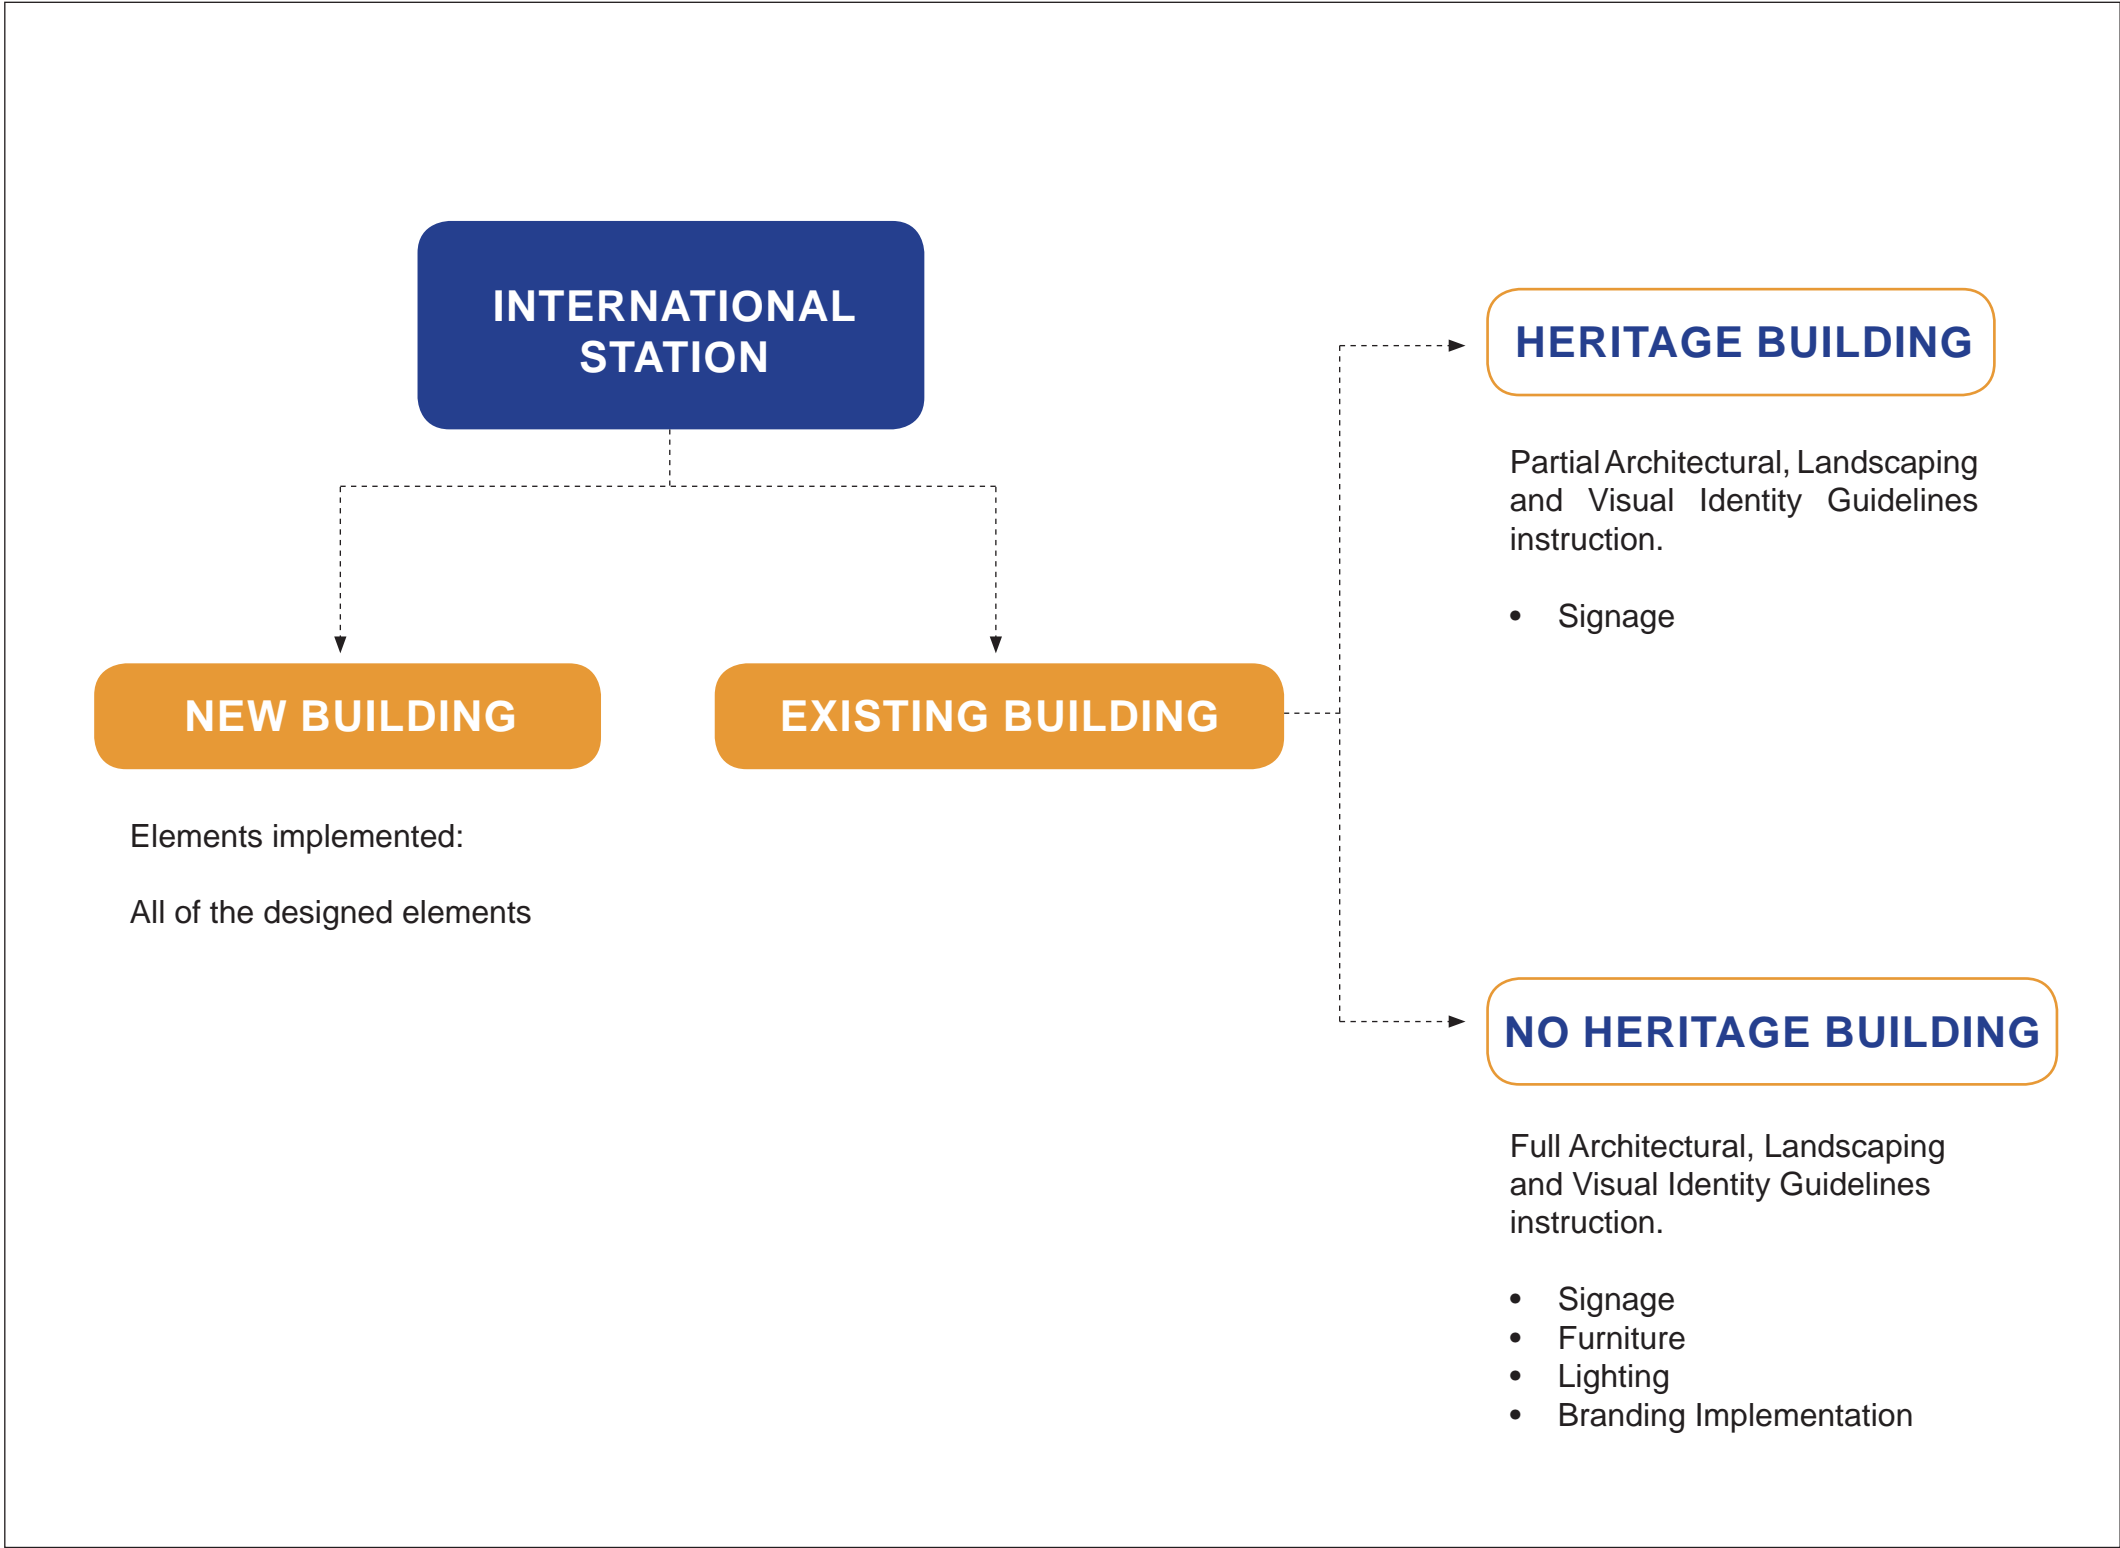 INTERNATIONAL
STATION
NEW BUILDING
Elements implemented:
All of the designed elements
EXISTING BUILDING
HERITAGE BUILDING
Partial Architectural, Landscaping
and Visual Identity Guidelines
instruction.
• Signage
NO HERITAGE BUILDING
Full Architectural, Landscaping
and Visual Identity Guidelines
instruction.
• Signage
• Furniture
• Lighting
• Branding Implementation